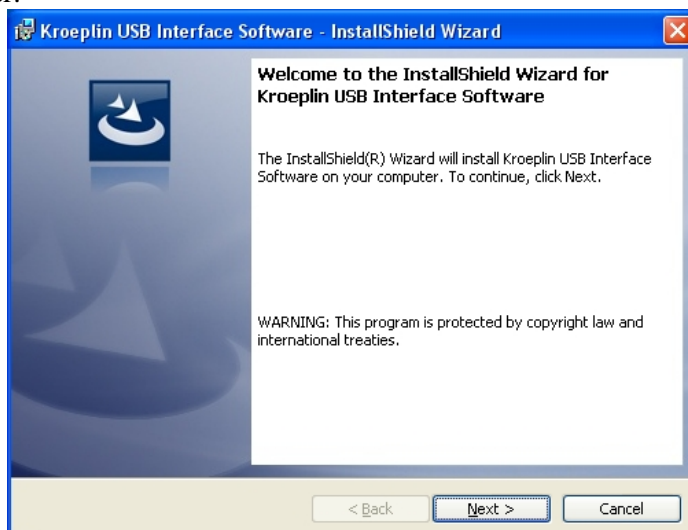 Kroeplin USB Interface Software - InstallShield Wizard
Welcome to the InstallShield Wizard for
Kroeplin USB Interface Software
The InstallShield(R) Wizard will install Kroeplin USB Interface
Software on your computer. To continue, click Next.
WARNING: This program is protected by copyright law and
international treaties.
< Back Next > Cancel